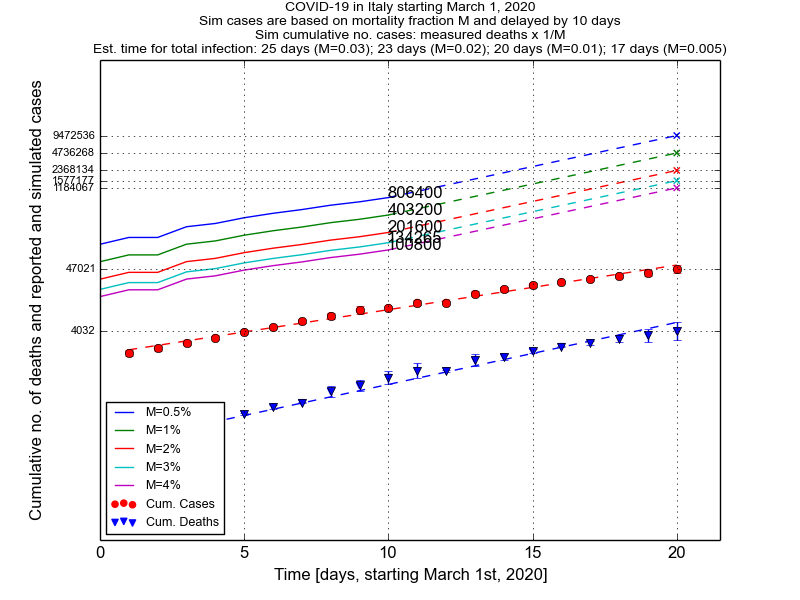 COVID-19 in Italy starting March 1, 2020
Sim cases are based on mortality fraction M and delayed by 10 days
Sim cumulative no. cases: measured deaths x 1/M
Est. time for total infection: 25 days (M=0.03); 23 days (M=0.02); 20 days (M=0.01); 17 days (M=0.005)
Cumulative no. of deaths and reported and simulated cases
9472536
4736268
2368134
1577177
1184067
47021
4032
806400
403200
201600
134265
100800
M=0.5%
M=1%
M=2%
M=3%
M=4%
Cum. Cases
Cum. Deaths
0
5
10
15
20
Time [days, starting March 1st, 2020]